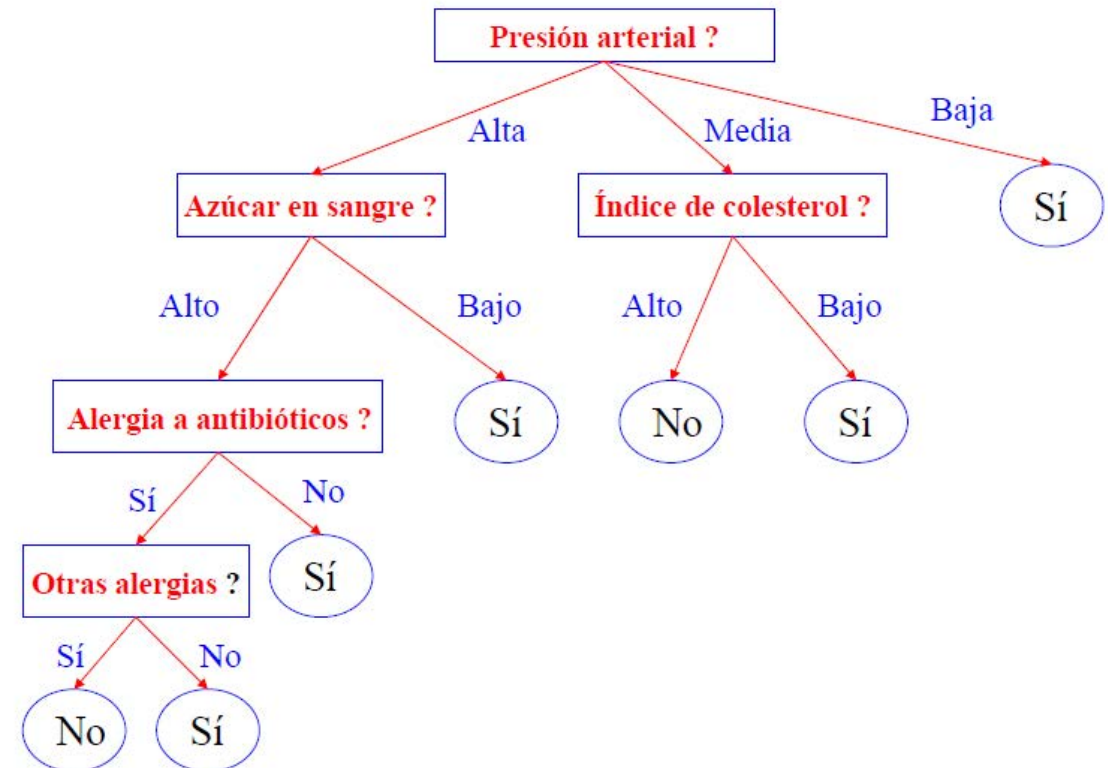 Presión arterial ?
Alta
Media
Baja
Azúcar en sangre ?
Índice de colesterol ?
Sí
Alto
Bajo
Alto
Bajo
Alergia a antibióticos ?
Sí
No
Sí
Sí
No
Otras alergias ?
Sí
Sí
No
No
Sí